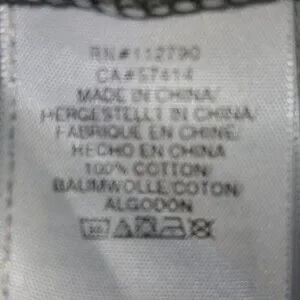 RN#112790
CA#57414
MADE IN CHINA/
HERGESTELLT IN CHINA/
FABRIQUE EN CHINE/
HECHO EN CHINA
100% COTTON/
BAUMWOLLE/COTON/
ALGODÓN